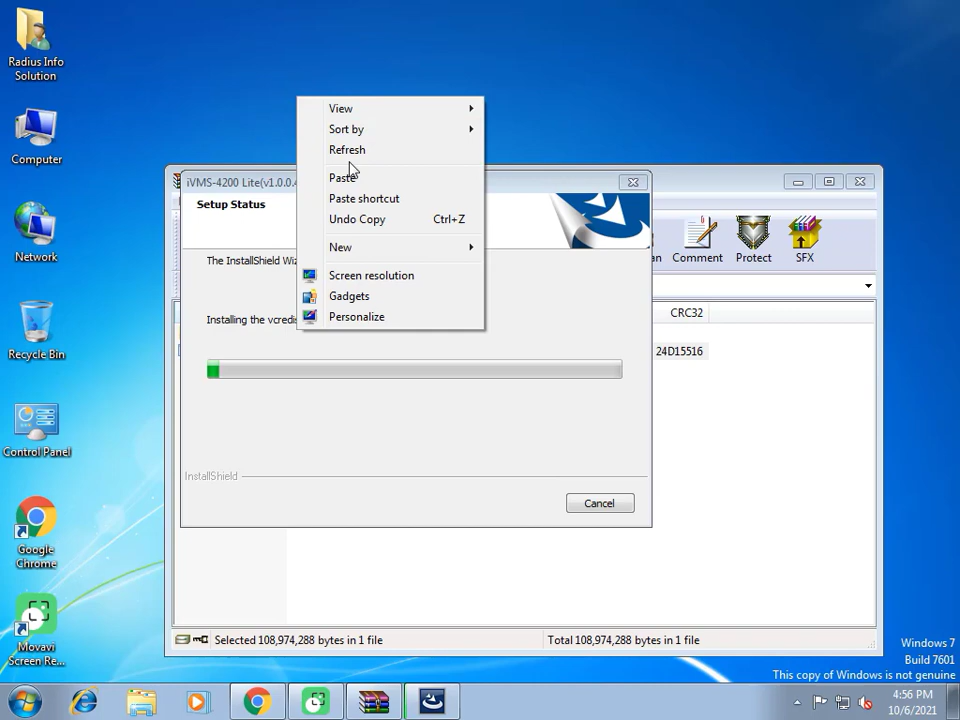 Radius Info
Solution
Computer
Network
Recycle Bin
Control Panel
Google
Chrome
Movavi
Screen Re...
View
Sort by
Refresh
Paste
Paste shortcut
Undo Copy Ctrl+Z
New
Screen resolution
Gadgets
Personalize
iVMS-4200 Lite(v1.0.0.4
Setup Status
The InstallShield Wiz
Installing the vcredis
InstallShield
Cancel
Comment
Protect
SFX
CRC32
24D15516
Selected 108,974,288 bytes in 1 file
Total 108,974,288 bytes in 1 file
Windows 7
Build 7601
This copy of Windows is not genuine
4:56 PM
10/6/2021